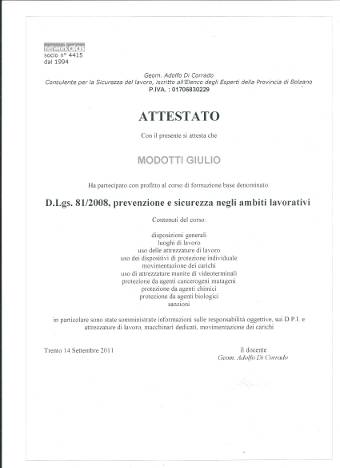 socio n° 4415
dal 1994
Geom. Adolfo Di Corrado
Consulente per la Sicurezza del lavoro, iscritto all'Elenco degli Esperti della Provincia di Bolzano
P.IVA. : 01706830229
ATTESTATO
Con il presente si attesta che
MODOTTI GIULIO
Ha partecipato con profitto al corso di formazione base denominato
D.Lgs. 81/2008, prevenzione e sicurezza negli ambiti lavorativi
Contenuti del corso:
disposizioni generali
luoghi di lavoro
uso delle attrezzature di lavoro
uso dei dispositivi di protezione individuale
movimentazione dei carichi
uso di attrezzature munite di videoterminali
protezione da agenti cancerogeni mutageni
protezione da agenti chimici
protezione da agenti biologici
sanzioni
in particolare sono state somministrate informazioni sulle responsabilità oggettive, sui D.P.I. e
attrezzature di lavoro, macchinari dedicati, movimentazione dei carichi
Trento 14 Settembre 2011
il docente
Geom. Adolfo Di Corrado